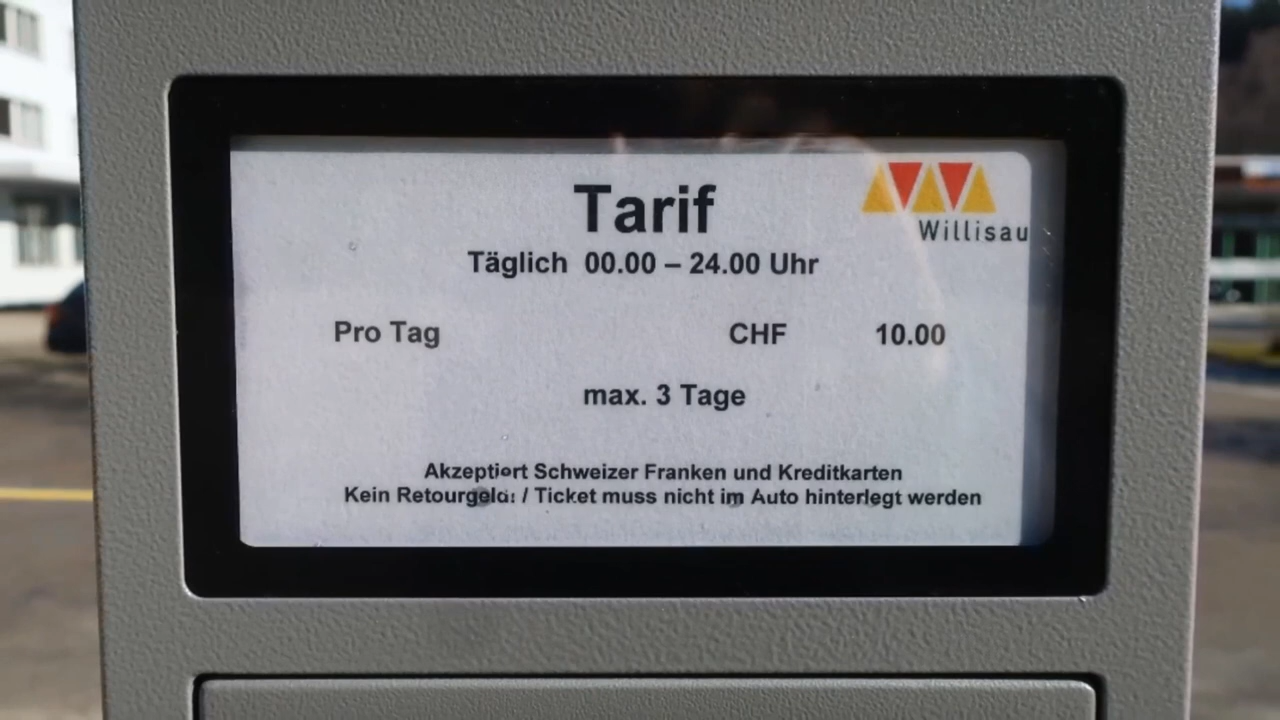 Tarif
Willisau
Täglich 00.00 – 24.00 Uhr
Pro Tag CHF 10.00
max. 3 Tage
Akzeptiert Schweizer Franken und Kreditkarten
Kein Retourgeld! / Ticket muss nicht im Auto hinterlegt werden